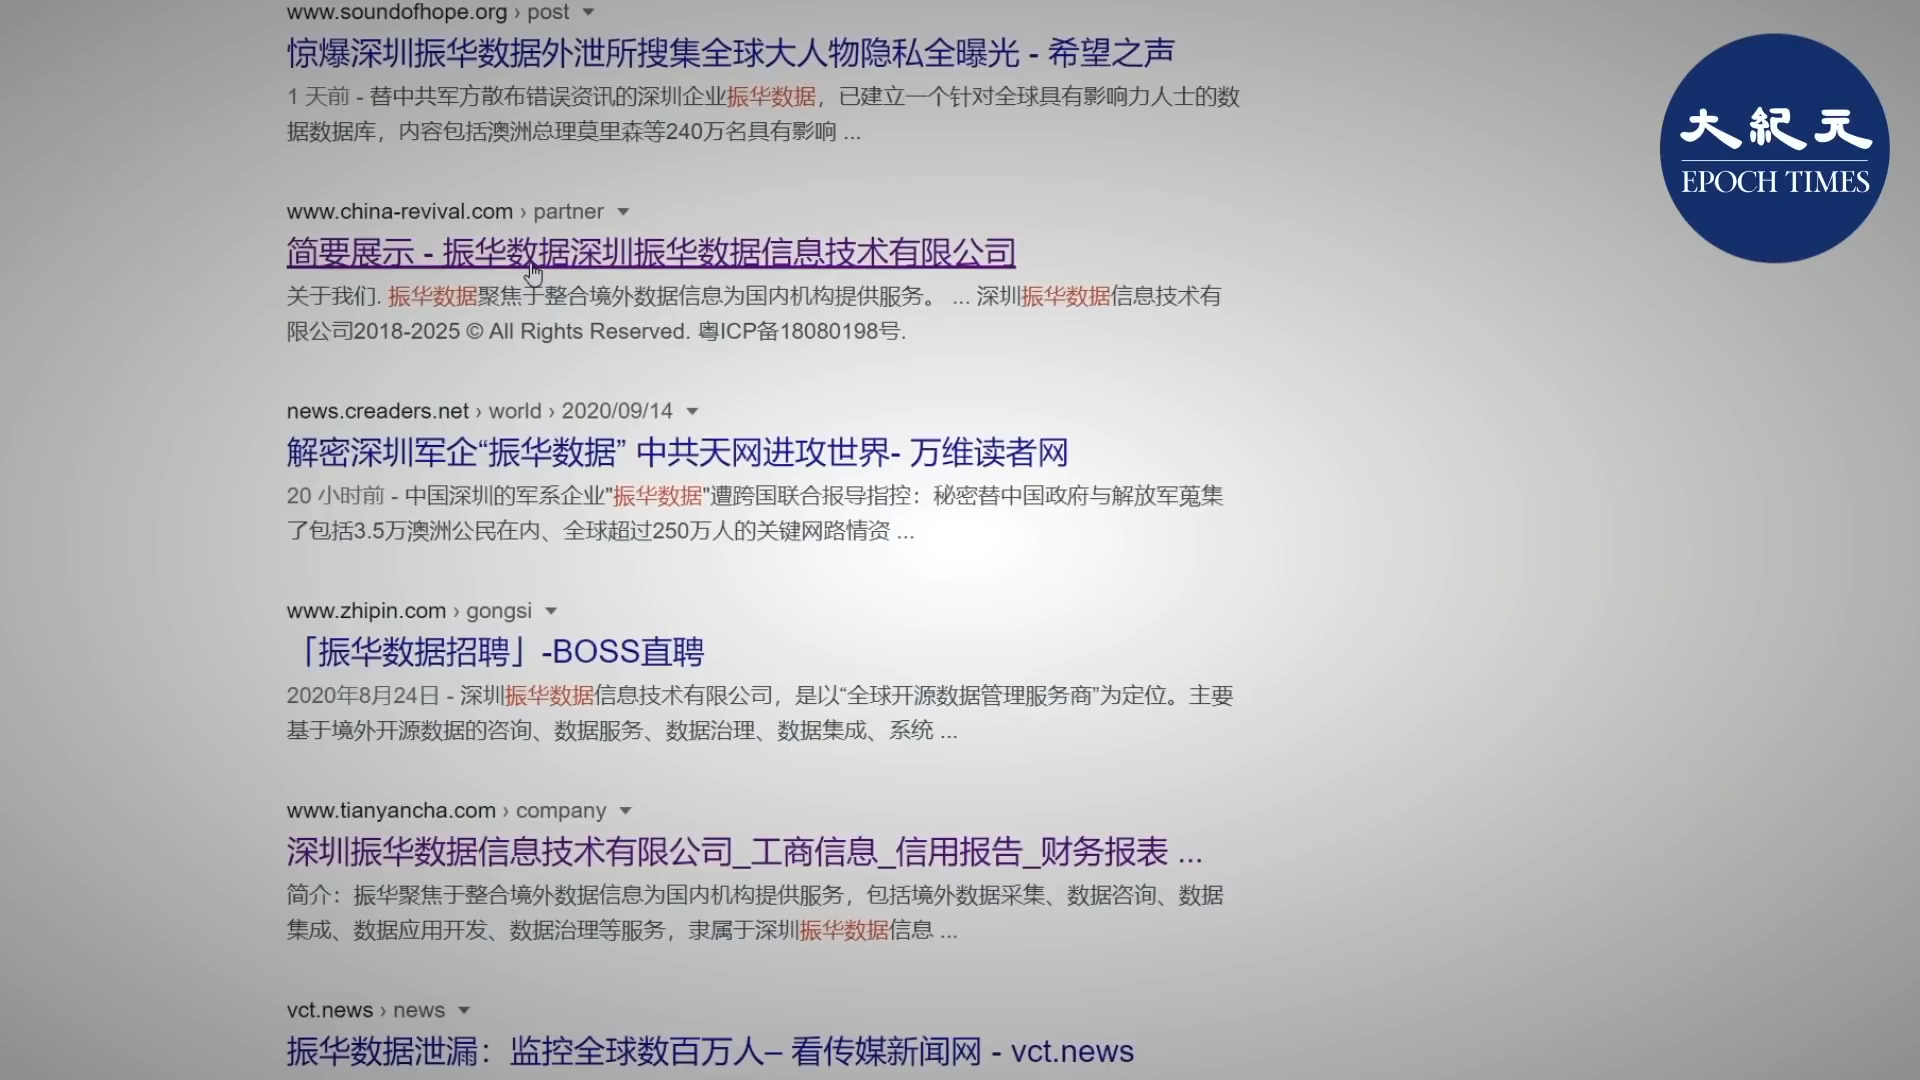 www.soundofhope.org › post
惊爆深圳振华数据外泄所搜集全球大人物隐私全曝光 - 希望之声
1 天前 - 替中共军方散布错误资讯的深圳企业振华数据，已建立一个针对全球具有影响力人士的数
据数据库，内容包括澳洲总理莫里森等240万名具有影响 ...
大紀元
EPOCH TIMES
www.china-revival.com › partner
简要展示 - 振华数据深圳振华数据信息技术有限公司
关于我们. 振华数据聚焦于整合境外数据信息为国内机构提供服务。 ... 深圳振华数据信息技术有
限公司2018-2025 © All Rights Reserved. 粤ICP备18080198号.
news.creaders.net › world › 2020/09/14
解密深圳军企“振华数据” 中共天网进攻世界- 万维读者网
20 小时前 - 中国深圳的军系企业"振华数据"遭跨国联合报导指控：秘密替中国政府与解放军蒐集
了包括3.5万澳洲公民在内、全球超过250万人的关键网路情资 ...
www.zhipin.com › gongsi
「振华数据招聘」-BOSS直聘
2020年8月24日 - 深圳振华数据信息技术有限公司，是以“全球开源数据管理服务商”为定位。主要
基于境外开源数据的咨询、数据服务、数据治理、数据集成、系统 ...
www.tianyancha.com › company
深圳振华数据信息技术有限公司_工商信息_信用报告_财务报表 ...
简介：振华聚焦于整合境外数据信息为国内机构提供服务，包括境外数据采集、数据咨询、数据
集成、数据应用开发、数据治理等服务，隶属于深圳振华数据信息 ...
vct.news › news
振华数据泄漏：监控全球数百万人– 看传媒新闻网 - vct.news